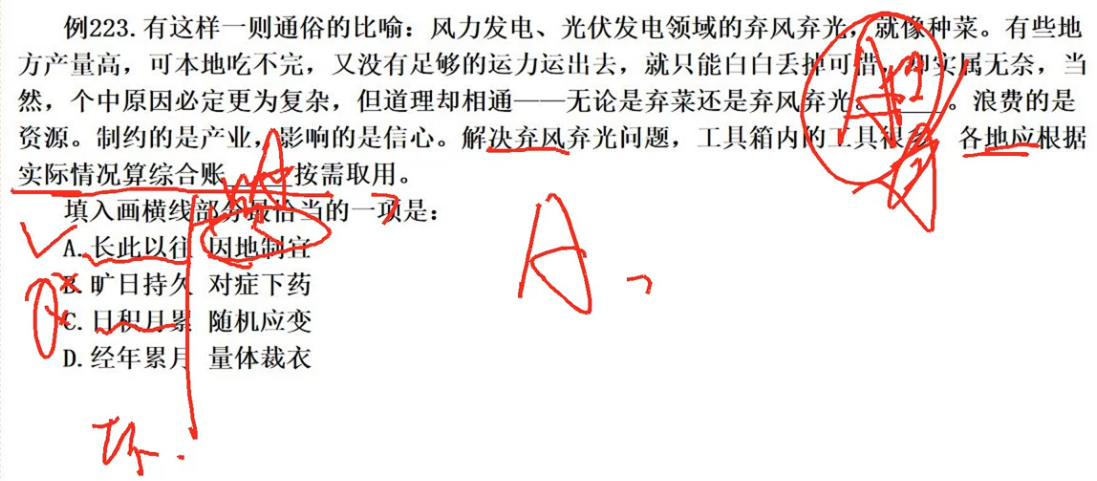 例223.有这样一则通俗的比喻：风力发电、光伏发电领域的弃风弃光，就像种菜。有些地
方产量高，可本地吃不完，又没有足够的运力运出去，就只能白白丢掉可惜，却实属无奈，当
然，个中原因必定更为复杂，但道理却相通——无论是弃菜还是弃风弃光。____。浪费的是
资源。制约的是产业，影响的是信心。解决弃风弃光问题，工具箱内的工具很多，各地应根据
实际情况算综合账____按需取用。
填入画横线部分最恰当的一项是：
A.长此以往 因地制宜
A
B.旷日持久 对症下药
C.日积月累 随机应变
D.经年累月 量体裁衣
坏.